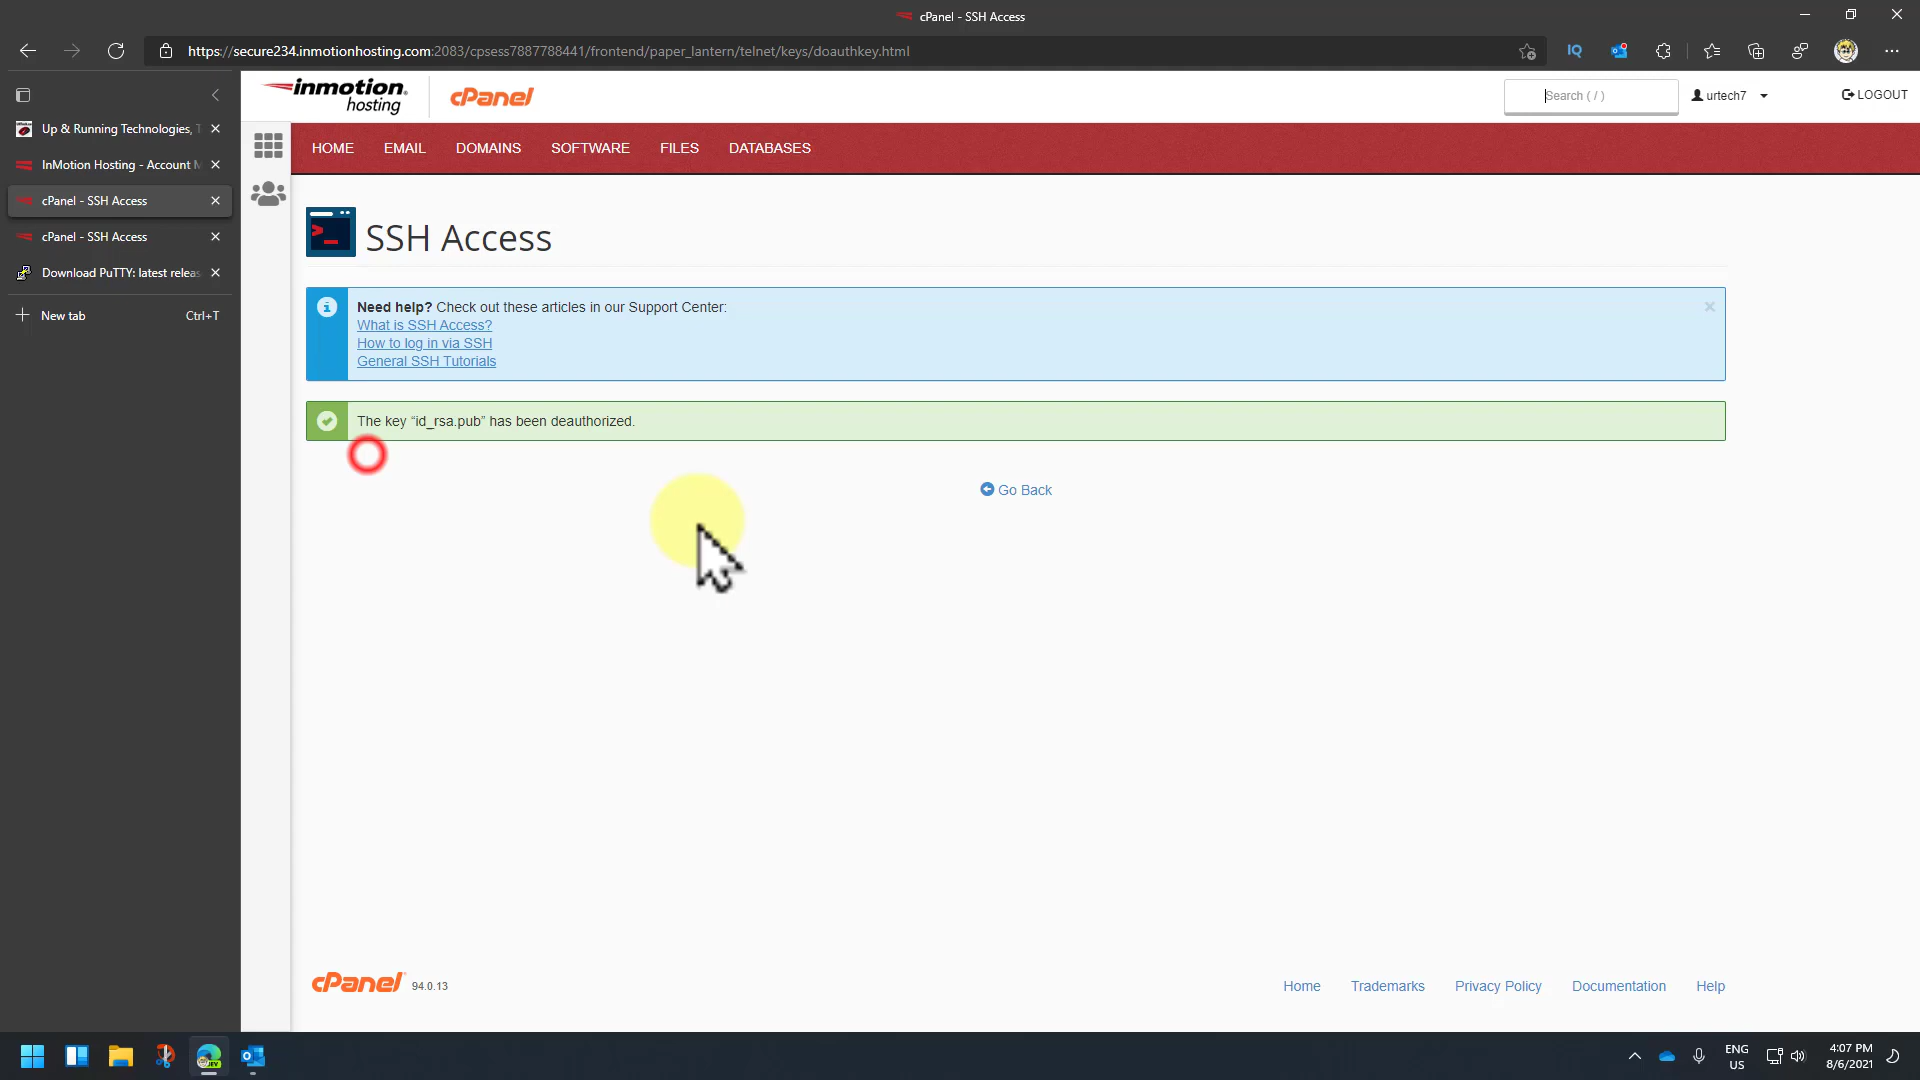 cPanel - SSH Access
https://secure234.inmotionhosting.com:2083/cpsess7887788441/frontend/paper_lantern/telnet/keys/doauthkey.html
IQ
Up & Running Technologies, T
InMotion Hosting - Account M
cPanel - SSH Access
cPanel - SSH Access
Download PuTTY: latest releas
New tab Ctrl+T
inmotion hosting
cPanel
Search ( / )
urtech7
LOGOUT
HOME EMAIL DOMAINS SOFTWARE FILES DATABASES
SSH Access
Need help? Check out these articles in our Support Center:
What is SSH Access?
How to log in via SSH
General SSH Tutorials
The key “id_rsa.pub” has been deauthorized.
Go Back
cPanel 94.0.13
Home Trademarks Privacy Policy Documentation Help
ENG
US
4:07 PM
8/6/2021